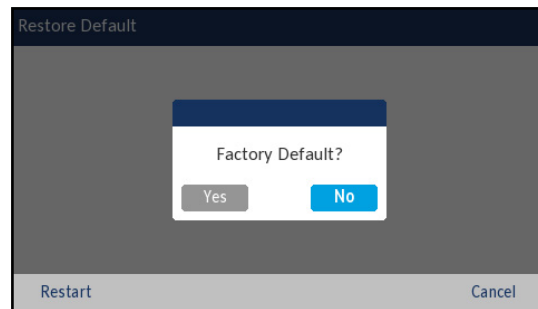 Restore Default
Factory Default?
Yes No
Restart Cancel